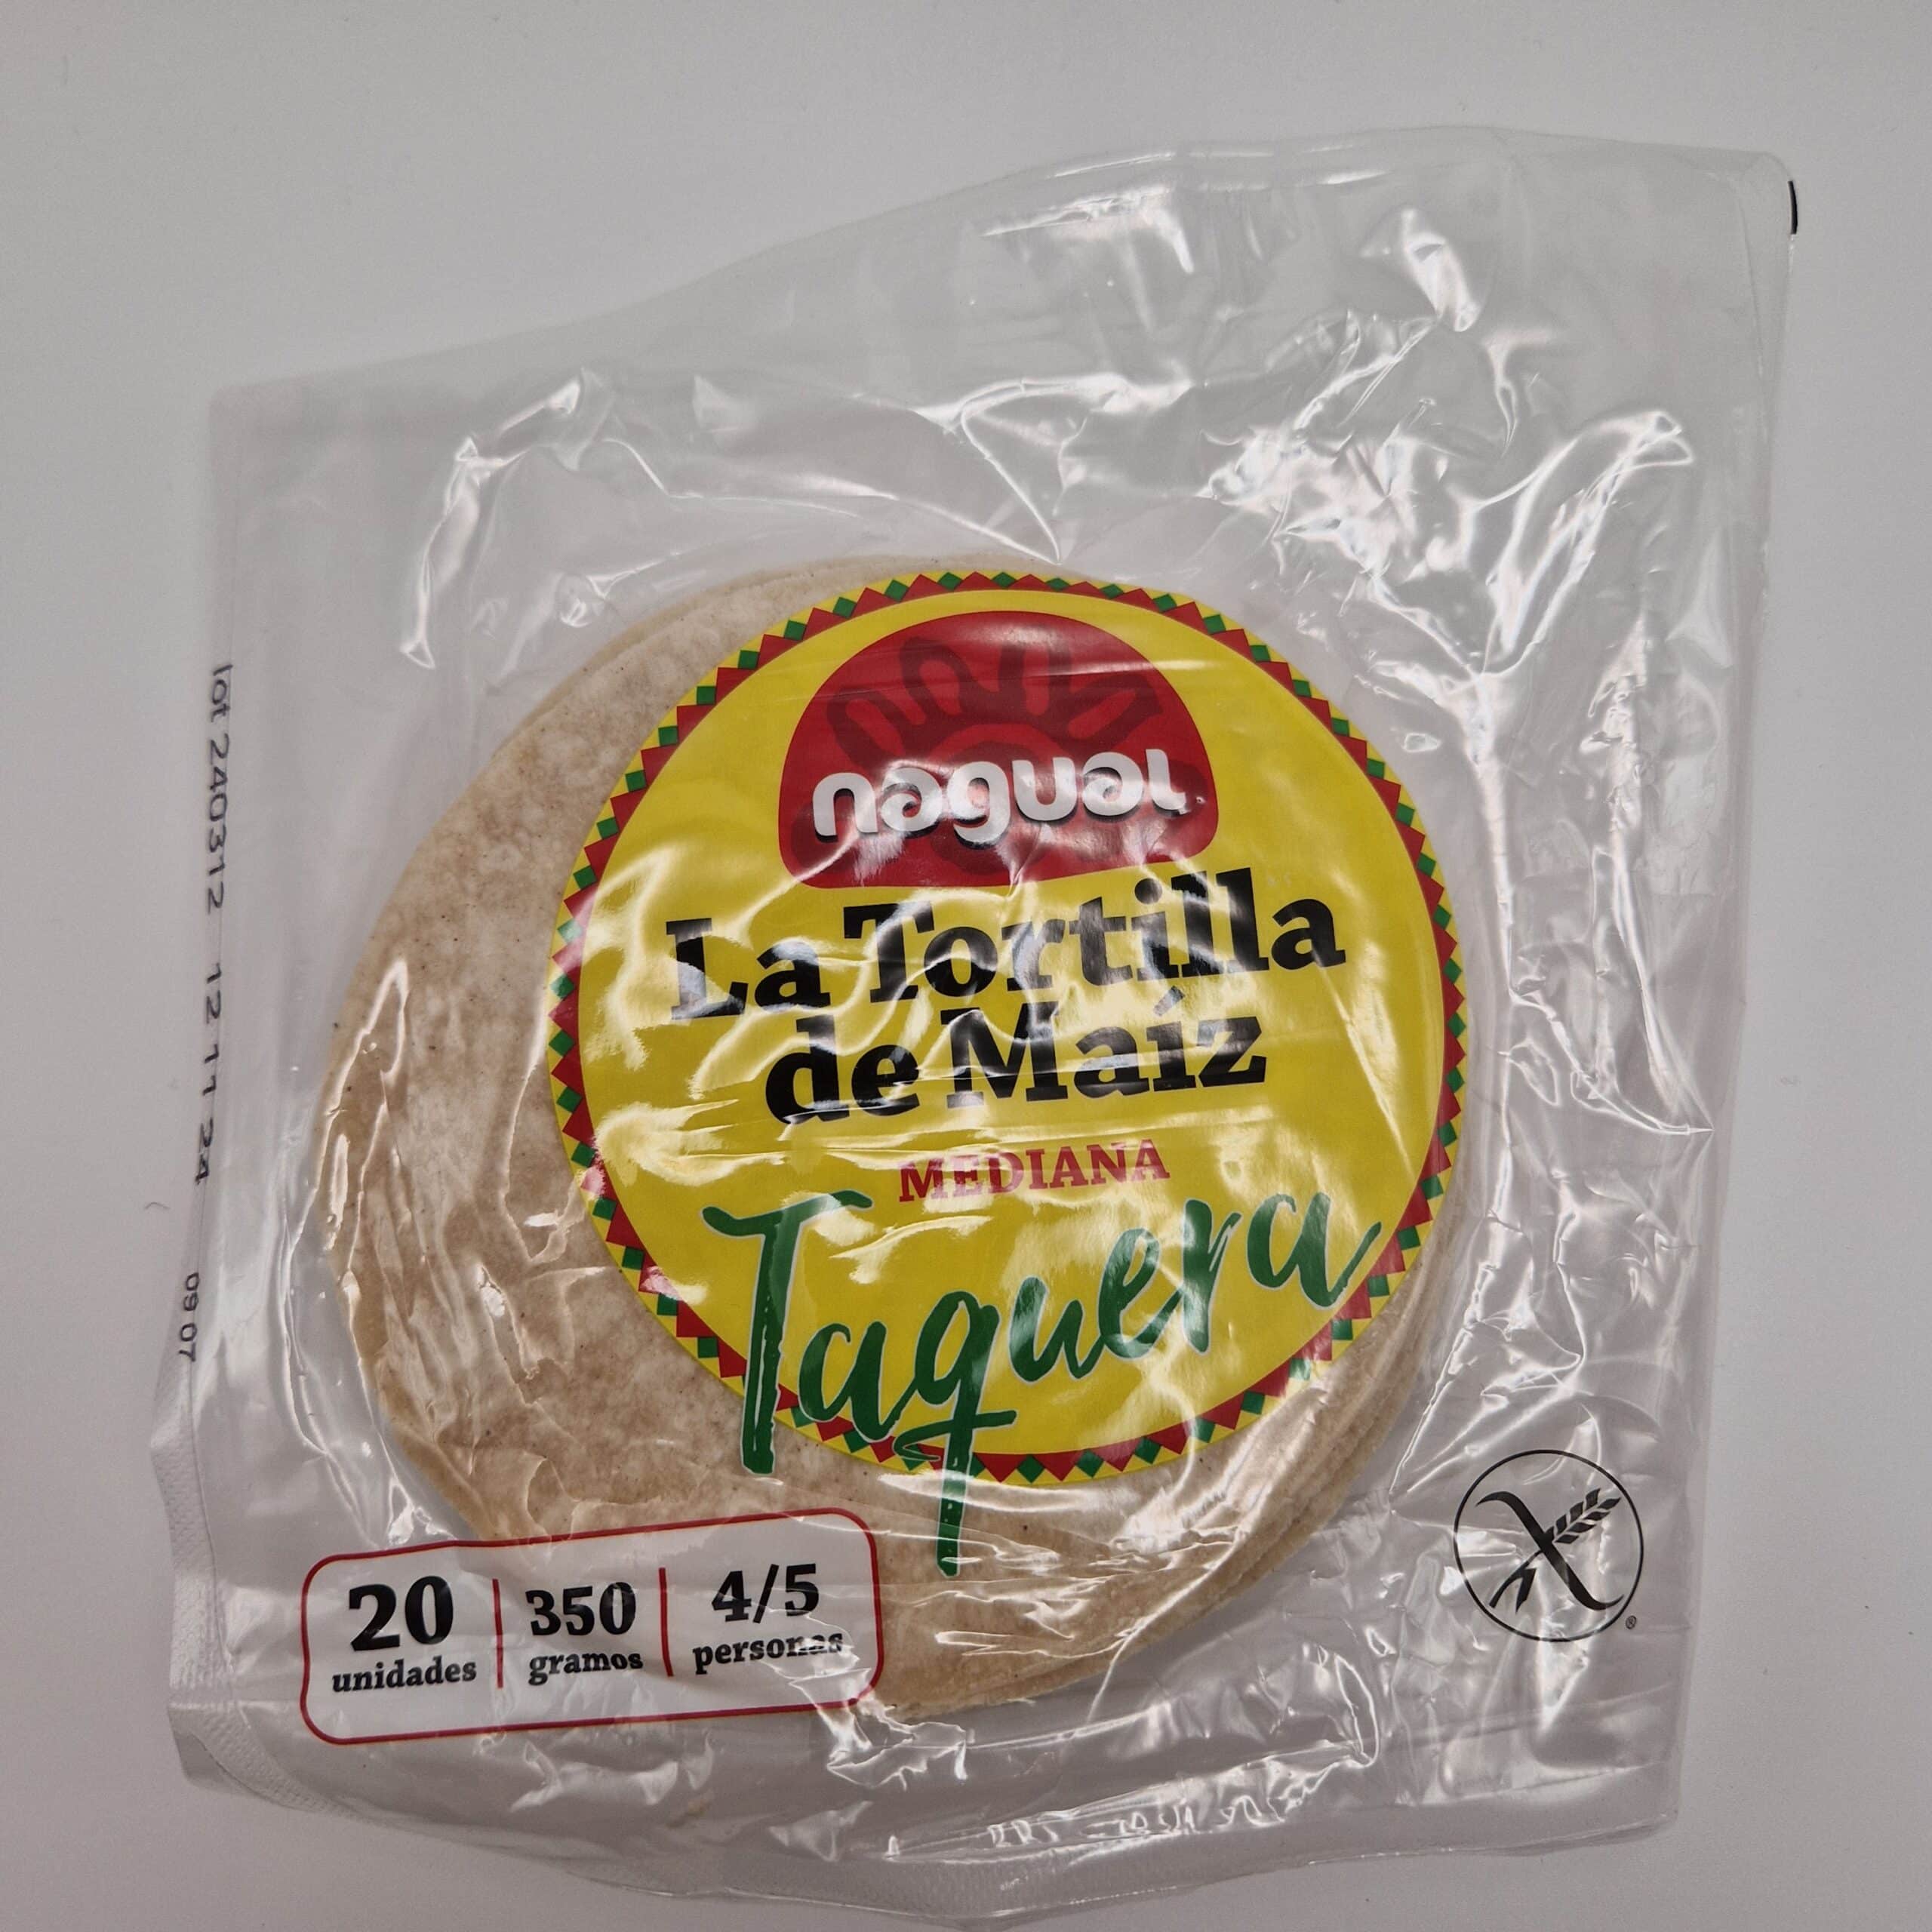 nagual
La Tortilla
de Maíz
MEDIANA
Taquera
20
unidades
350
gramos
4/5
personas
®
lot 240312 12 11 24 09 07